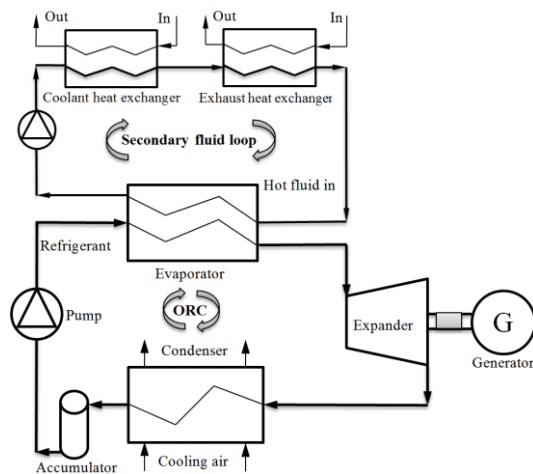 Out
In
Out
In
Coolant heat exchanger
Exhaust heat exchanger
Secondary fluid loop
Hot fluid in
Refrigerant
Evaporator
Pump
ORC
Expander
G
Generator
Condenser
Accumulator
Cooling air